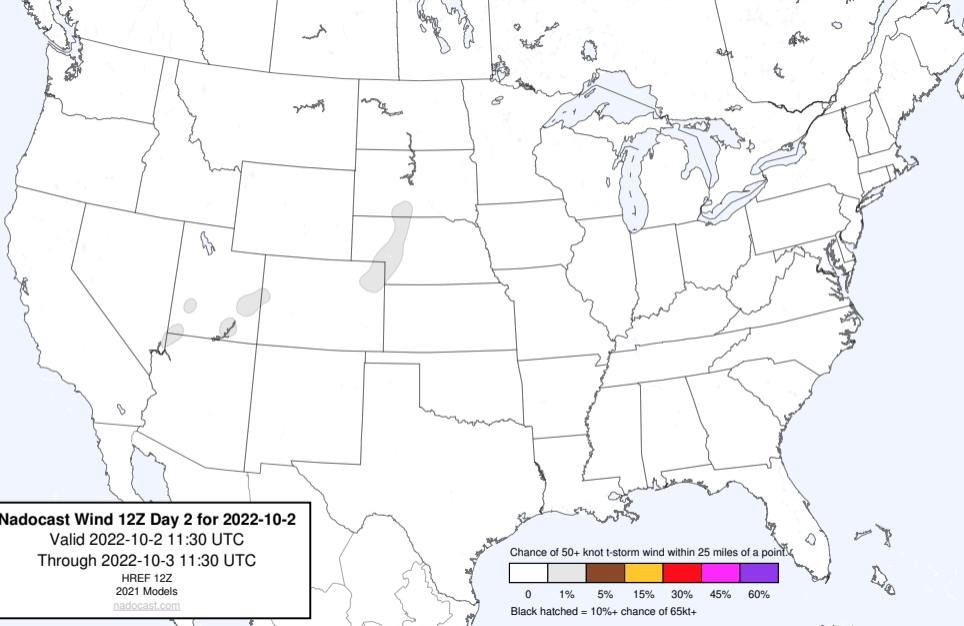 Nadocast Wind 12Z Day 2 for 2022-10-2
Valid 2022-10-2 11:30 UTC
Through 2022-10-3 11:30 UTC
HREF 12Z
2021 Models
nadocast.com
Chance of 50+ knot t-storm wind within 25 miles of a point.
0 1% 5% 15% 30% 45% 60%
Black hatched = 10%+ chance of 65kt+